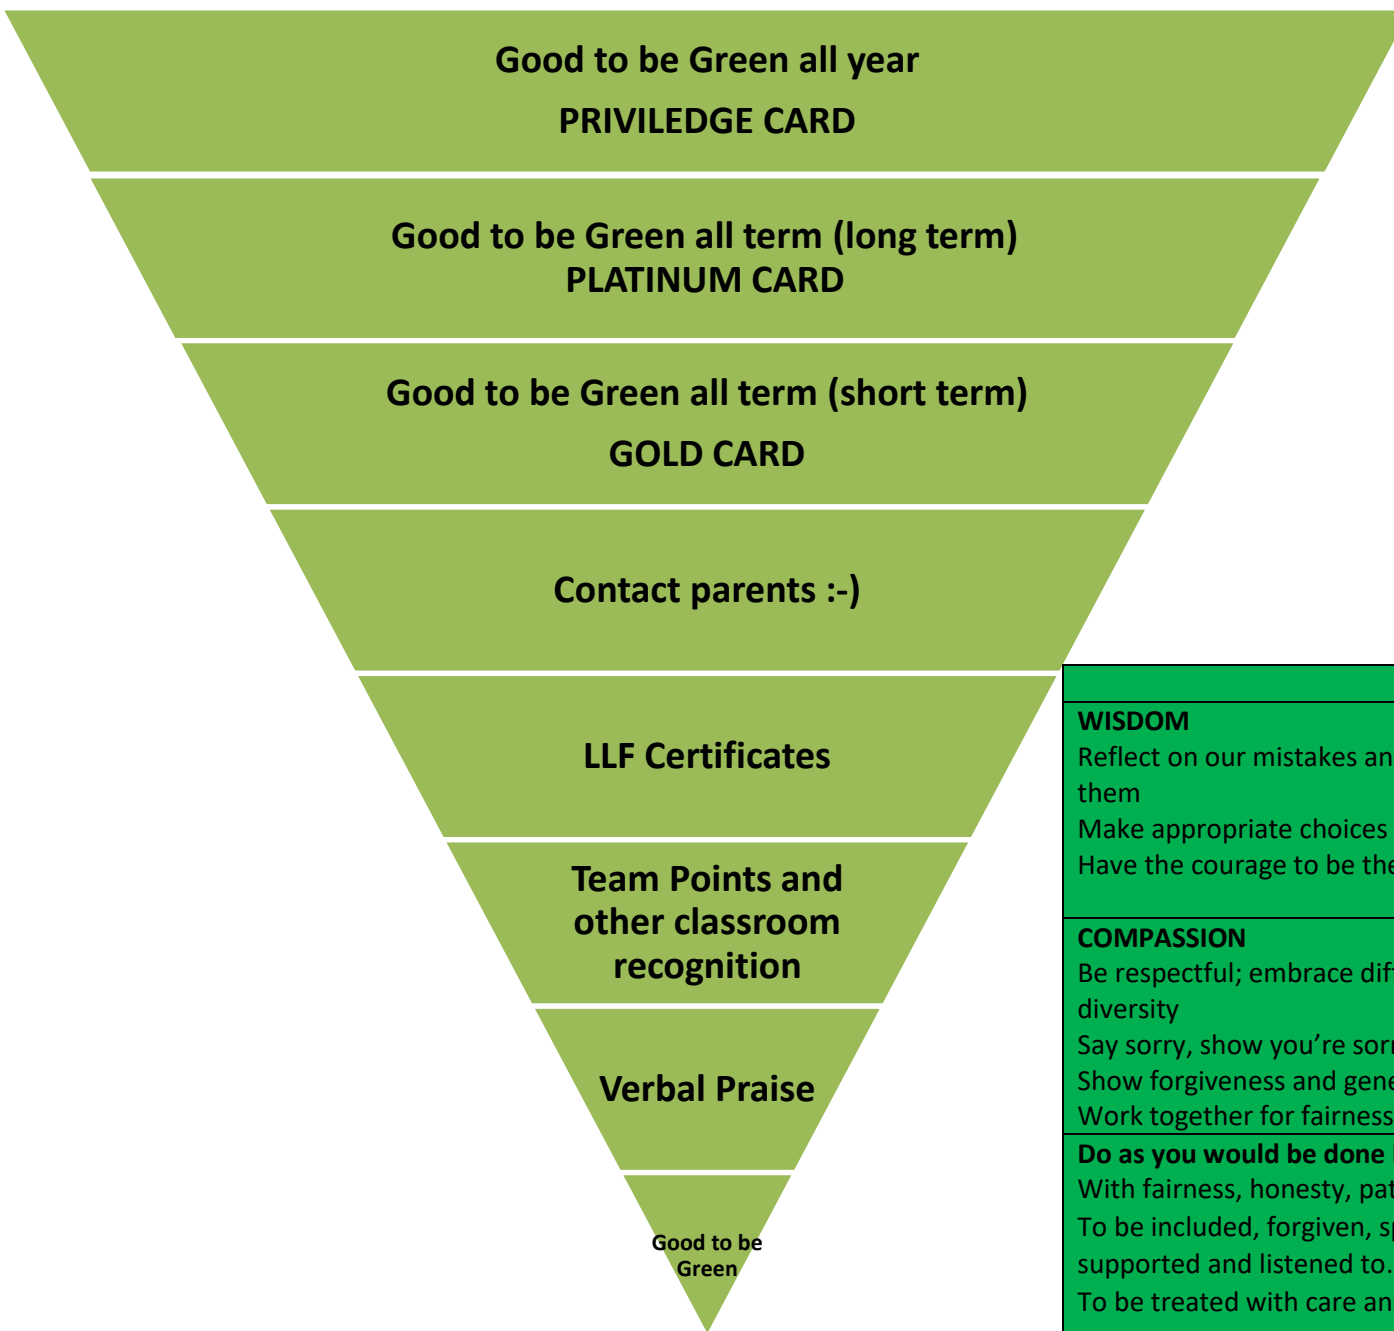 Good to be Green all year
PRIVILEDGE CARD
Good to be Green all term (long term)
PLATINUM CARD
Good to be Green all term (short term)
GOLD CARD
Contact parents :-)
LLF Certificates
Team Points and
other classroom
recognition
Verbal Praise
Good to be
Green
WISDOM
Reflect on our mistakes
them
Make appropriate choices
Have the courage to be
COMPASSION
Be respectful; embrace
diversity
Say sorry, show you’re
Show forgiveness and
Work together for fairness
Do as you would be done
With fairness, honesty,
To be included, forgiven,
supported and listened to.
To be treated with care